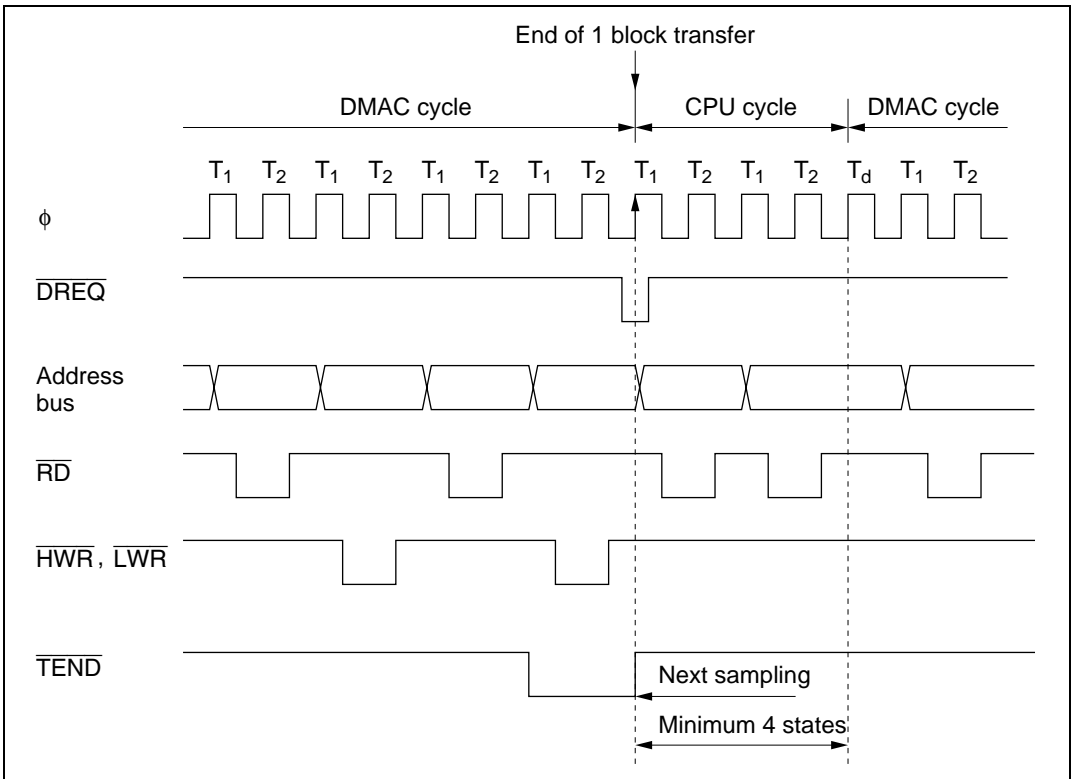 End of 1 block transfer
DMAC cycle CPU cycle DMAC cycle
T1 T2 T1 T2 T1 T2 T1 T2 T1 T2 T1 T2 Td T1 T2
ϕ
DREQ
Address
bus
RD
HWR, LWR
TEND
Next sampling
Minimum 4 states